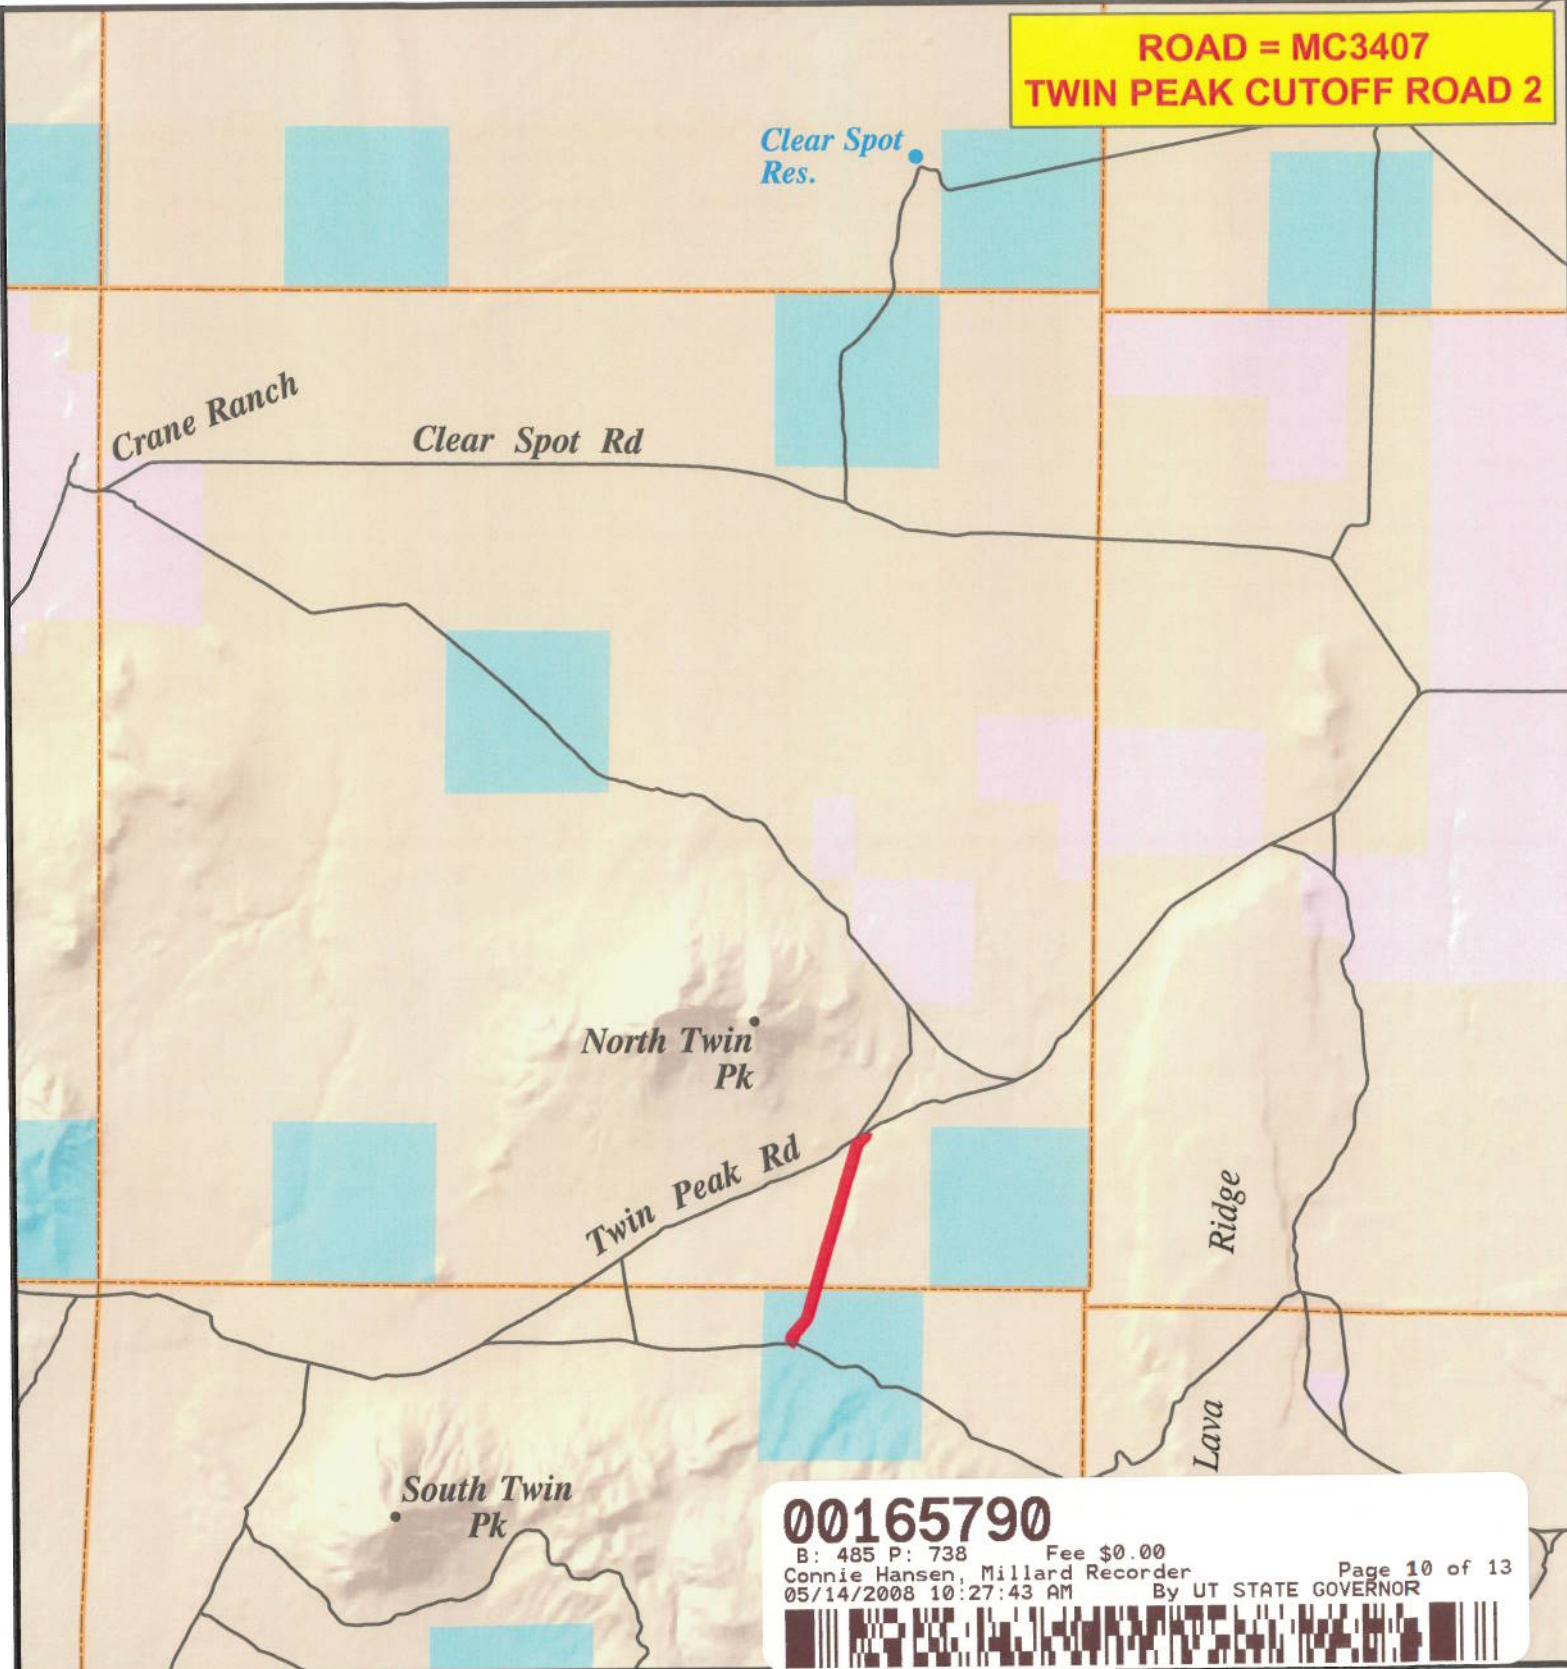 ROAD = MC3407
TWIN PEAK CUTOFF ROAD 2
Clear Spot
Res.
Crane Ranch
Clear Spot Rd
North Twin
Pk
Twin Peak Rd
Ridge
Lava
South Twin
Pk
00165790
B: 485 P: 738 Fee $0.00
Connie Hansen, Millard Recorder Page 10 of 13
05/14/2008 10:27:43 AM By UT STATE GOVERNOR